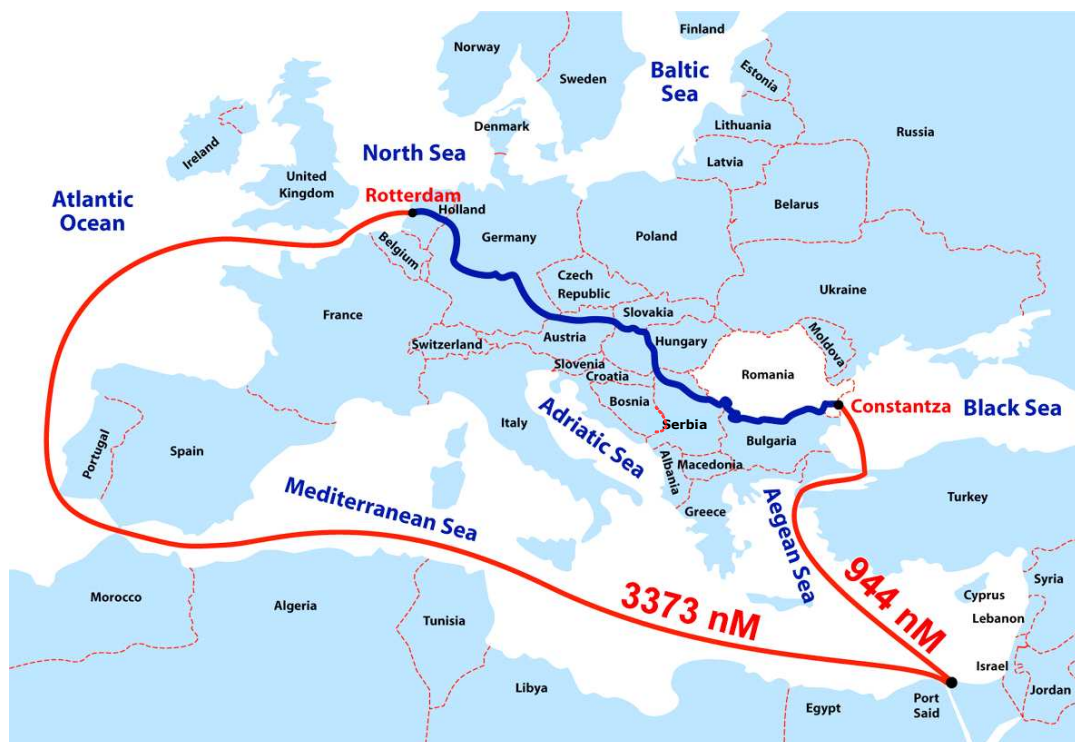 Norway
Finland
Sweden
Baltic
Sea
Estonia
Russia
Lithuania
Latvia
Denmark
North Sea
Ireland
United
Kingdom
Atlantic
Ocean
Rotterdam
Holland
Belarus
Belgium
Germany
Poland
Czech
Republic
Ukraine
France
Slovakia
Switzerland
Austria
Hungary
Moldova
Slovenia
Croatia
Romania
Bosnia
Constantza
Black Sea
Italy
Adriatic Sea
Serbia
Bulgaria
Portugal
Spain
Albania
Macedonia
Greece
Turkey
Mediterranean Sea
Aegean Sea
944 nM
3373 nM
Morocco
Algeria
Tunisia
Cyprus
Syria
Lebanon
Israel
Jordan
Libya
Egypt
Port
Said